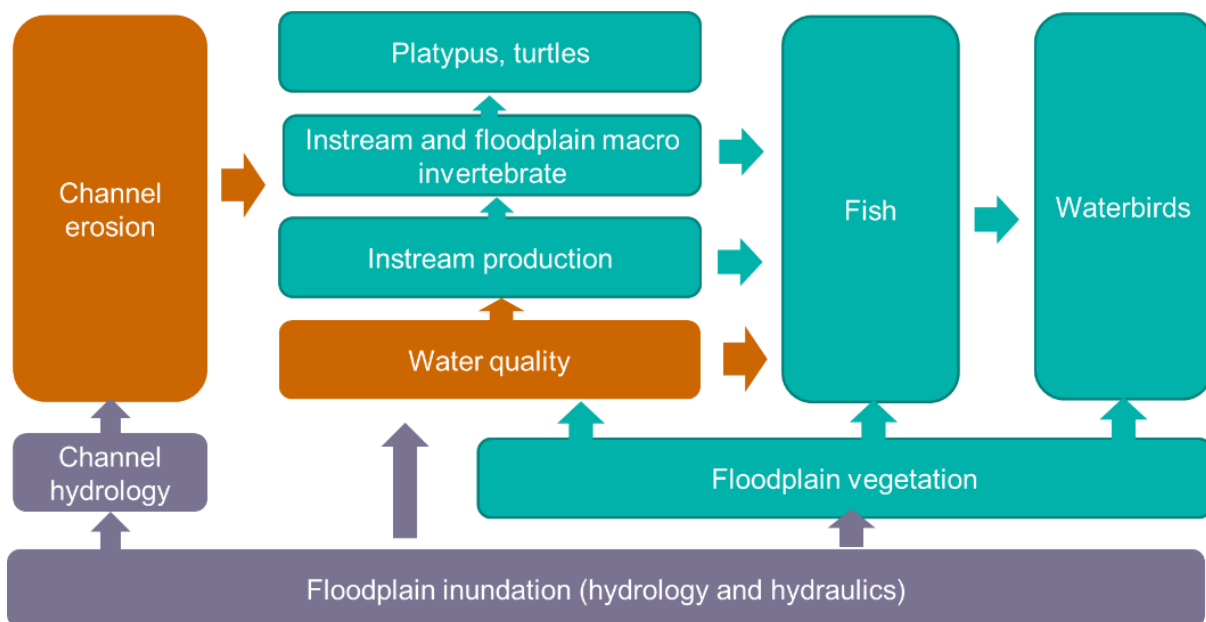 Platypus, turtles
Instream and floodplain macro
invertebrate
Channel
erosion
Fish
Waterbirds
Instream production
Water quality
Channel
hydrology
Floodplain vegetation
Floodplain inundation (hydrology and hydraulics)